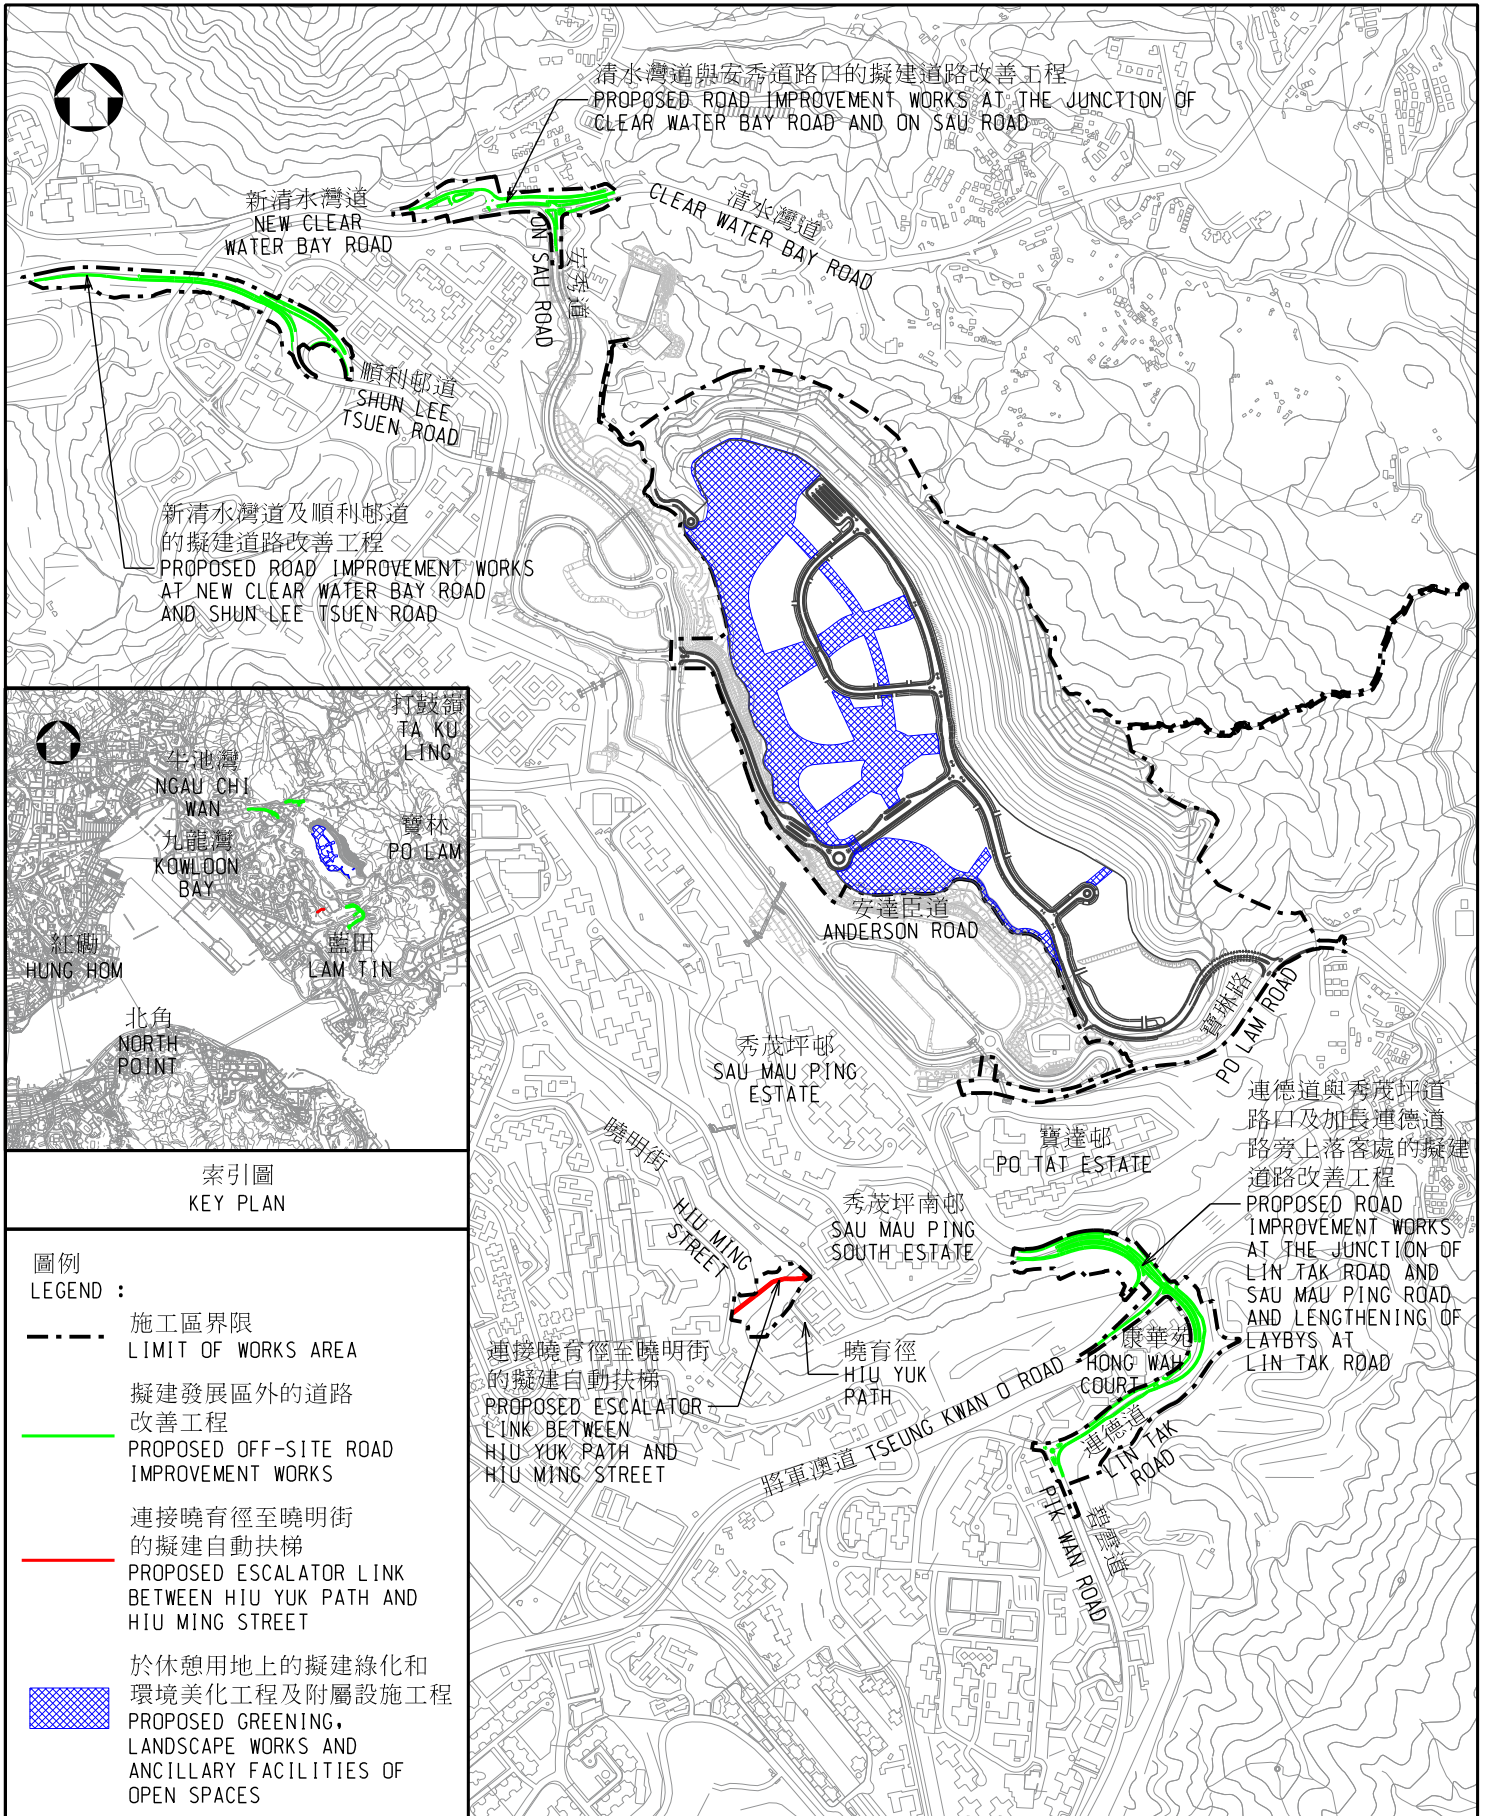 清水灣道與安秀道路口的擬建道路改善工程
PROPOSED ROAD IMPROVEMENT WORKS AT THE JUNCTION OF
CLEAR WATER BAY ROAD AND ON SAU ROAD
新清水灣道
NEW CLEAR
WATER BAY ROAD
清水灣道
CLEAR WATER BAY ROAD
安秀道
ON SAU ROAD
順利邨道
SHUN LEE
TSUEN ROAD
新清水灣道及順利邨道
的擬建道路改善工程
PROPOSED ROAD IMPROVEMENT WORKS
AT NEW CLEAR WATER BAY ROAD
AND SHUN LEE TSUEN ROAD
打鼓嶺
TA KU
LING
牛池灣
NGAU CHI
WAN
九龍灣
KOWLOON
BAY
寶林
PO LAM
紅磡
HUNG HOM
藍田
LAM TIN
北角
NORTH
POINT
索引圖
KEY PLAN
安達臣道
ANDERSON ROAD
寶琳路
PO LAM ROAD
秀茂坪邨
SAU MAU PING
ESTATE
寶達邨
PO TAT ESTATE
曉明街
HIU MING
STREET
秀茂坪南邨
SAU MAU PING
SOUTH ESTATE
連德道與秀茂坪道
路口及加長連德道
路旁上落客處的擬建
道路改善工程
PROPOSED ROAD
IMPROVEMENT WORKS
AT THE JUNCTION OF
LIN TAK ROAD AND
SAU MAU PING ROAD
AND LENGTHENING OF
LAYBYS AT
LIN TAK ROAD
連接曉育徑至曉明街
的擬建自動扶梯
PROPOSED ESCALATOR
LINK BETWEEN
HIU YUK PATH AND
HIU MING STREET
曉育徑
HIU YUK
PATH
康華苑
HONG WAH
COURT
將軍澳道 TSEUNG KWAN O ROAD
連德道
LIN TAK
ROAD
碧雲道
PIK WAN ROAD
圖例
LEGEND :
施工區界限
LIMIT OF WORKS AREA
擬建發展區外的道路
改善工程
PROPOSED OFF-SITE ROAD
IMPROVEMENT WORKS
連接曉育徑至曉明街
的擬建自動扶梯
PROPOSED ESCALATOR LINK
BETWEEN HIU YUK PATH AND
HIU MING STREET
於休憩用地上的擬建綠化和
環境美化工程及附屬設施工程
PROPOSED GREENING,
LANDSCAPE WORKS AND
ANCILLARY FACILITIES OF
OPEN SPACES